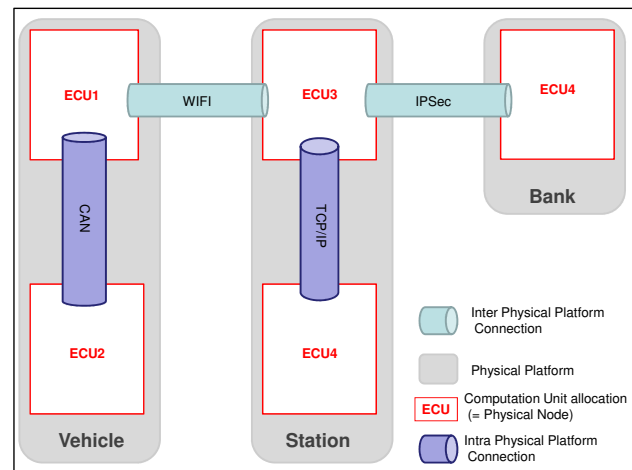 ECU1
WIFI
ECU3
IPSec
ECU4
CAN
TCP/IP
Bank
ECU2
ECU4
Vehicle
Station
Inter Physical Platform
Connection
Physical Platform
ECU
Computation Unit allocation
(= Physical Node)
Intra Physical Platform
Connection